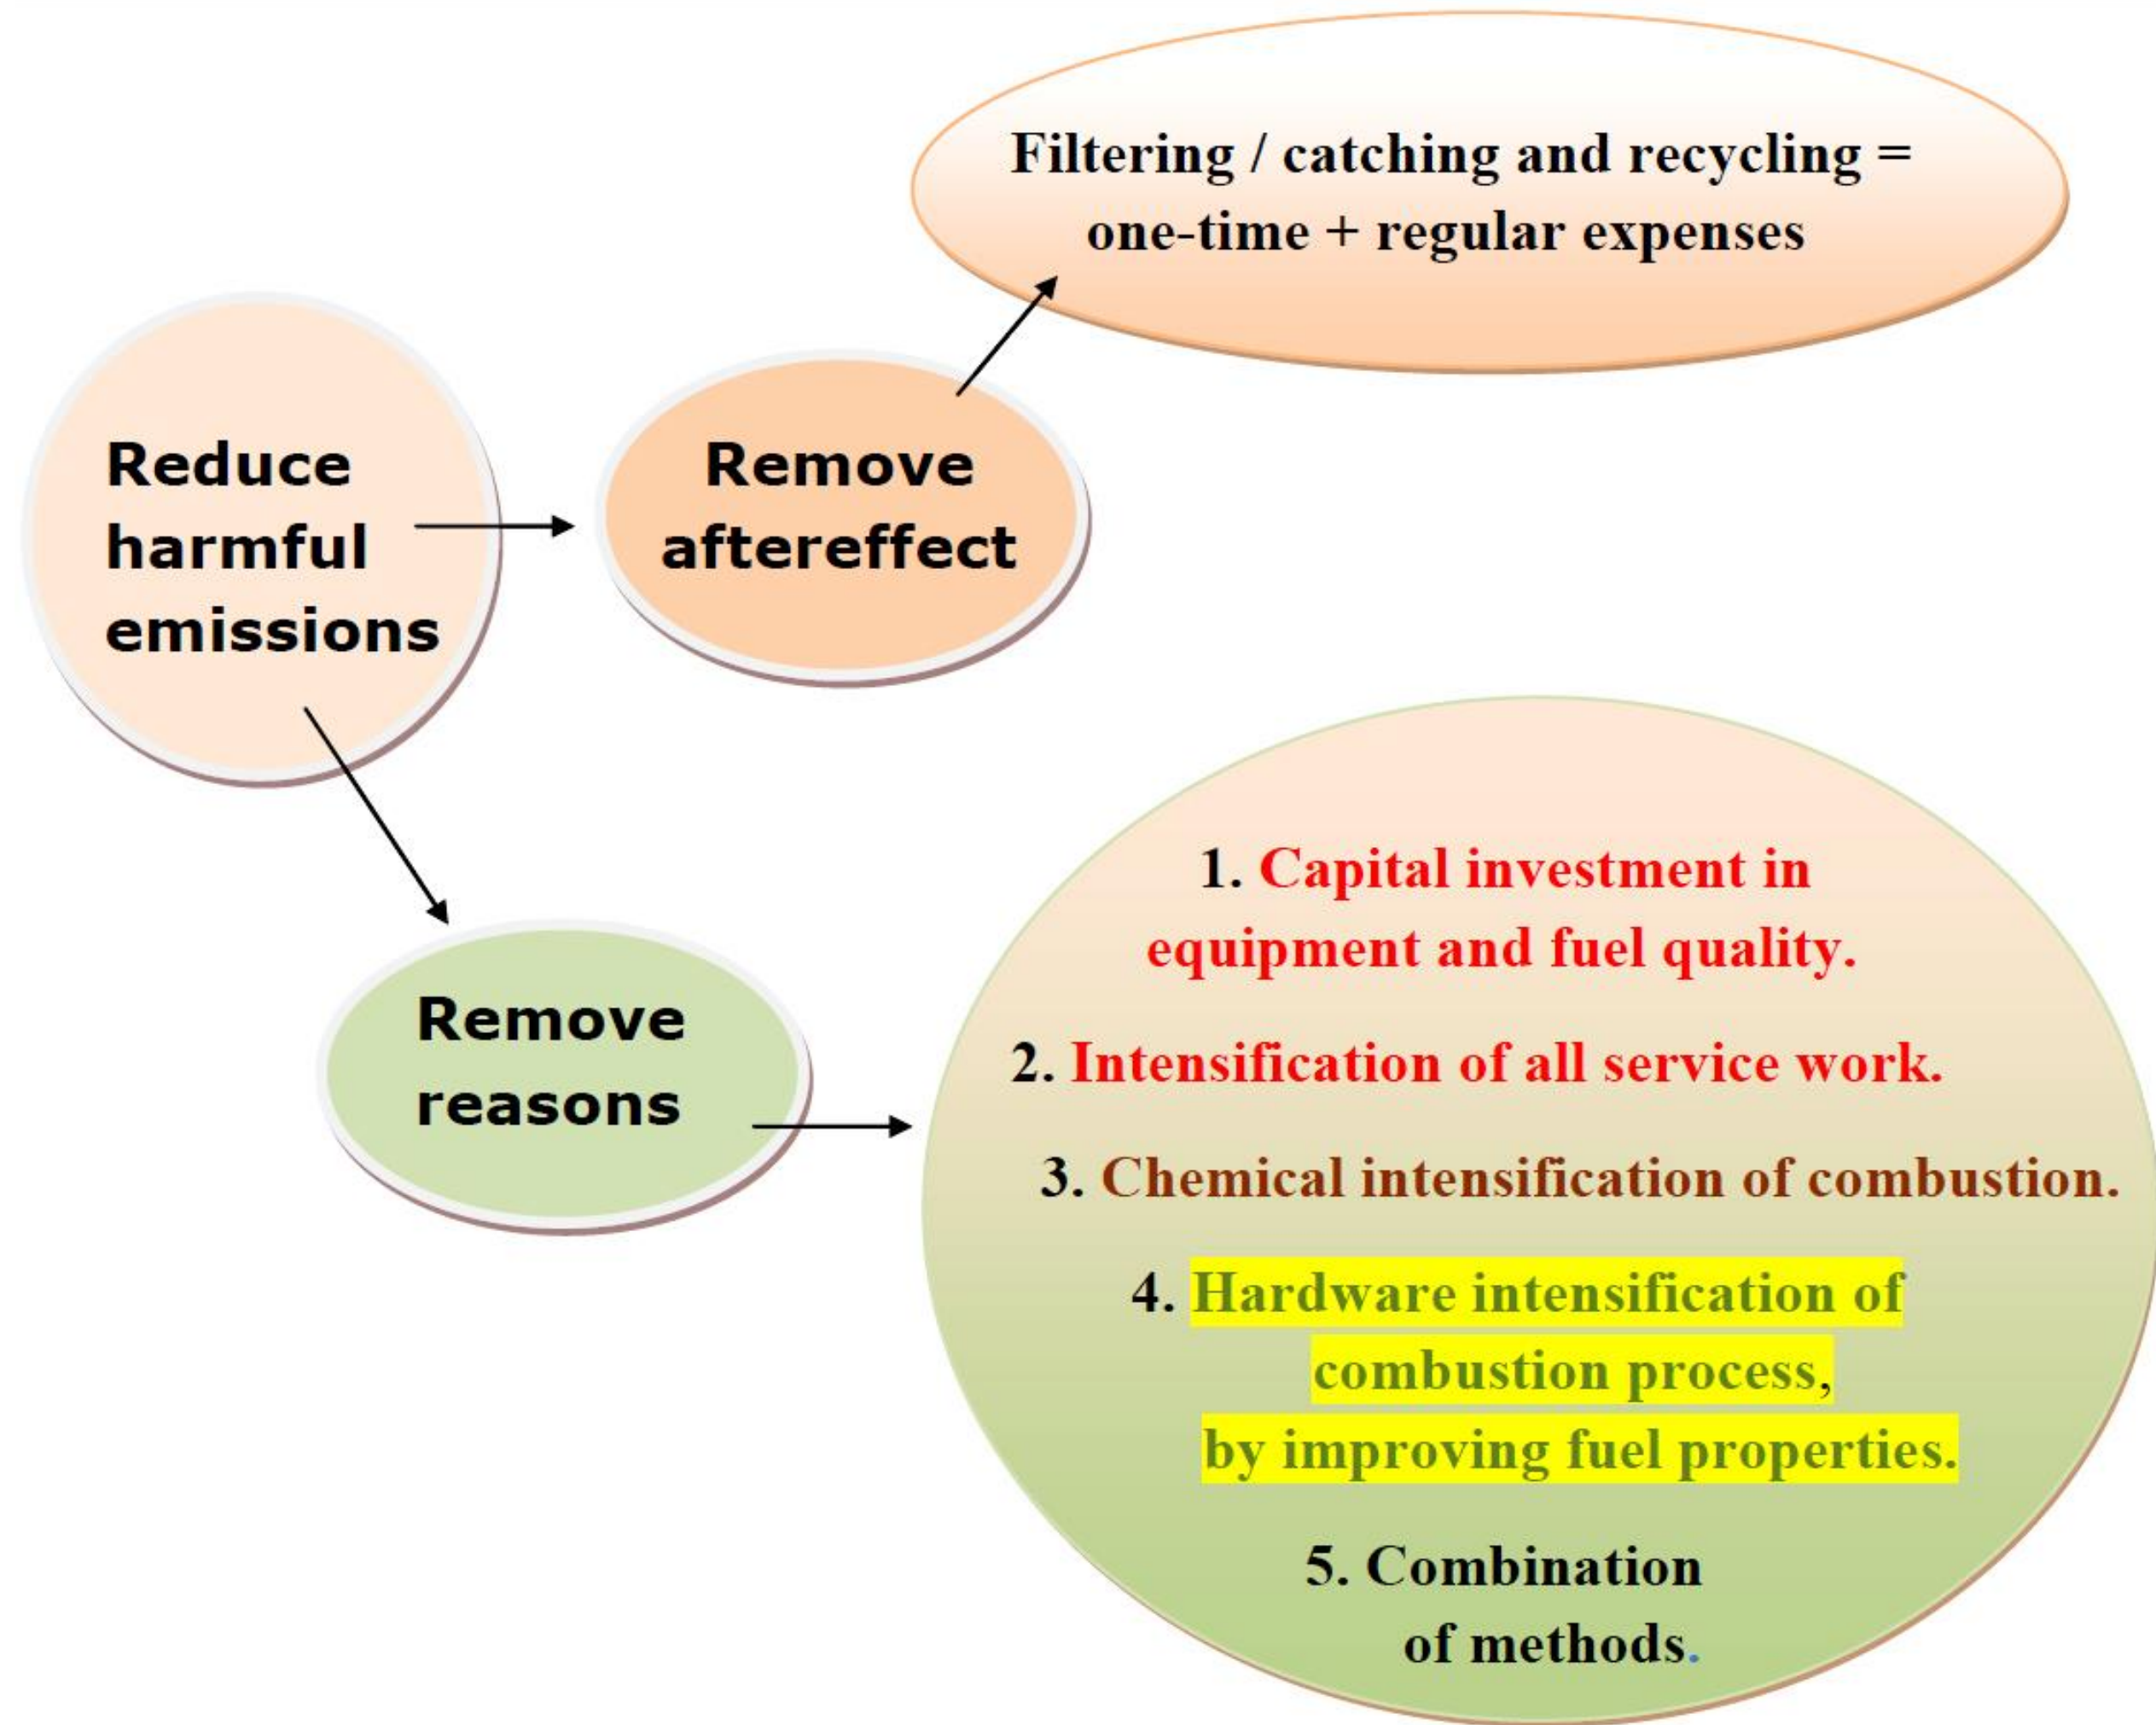 Filtering / catching and recycling =
one-time + regular expenses
Reduce
harmful
emissions
Remove
aftereffect
Remove
reasons
1. Capital investment in
equipment and fuel quality.
2. Intensification of all service work.
3. Chemical intensification of combustion.
4. Hardware intensification of
combustion process,
by improving fuel properties.
5. Combination
of methods.